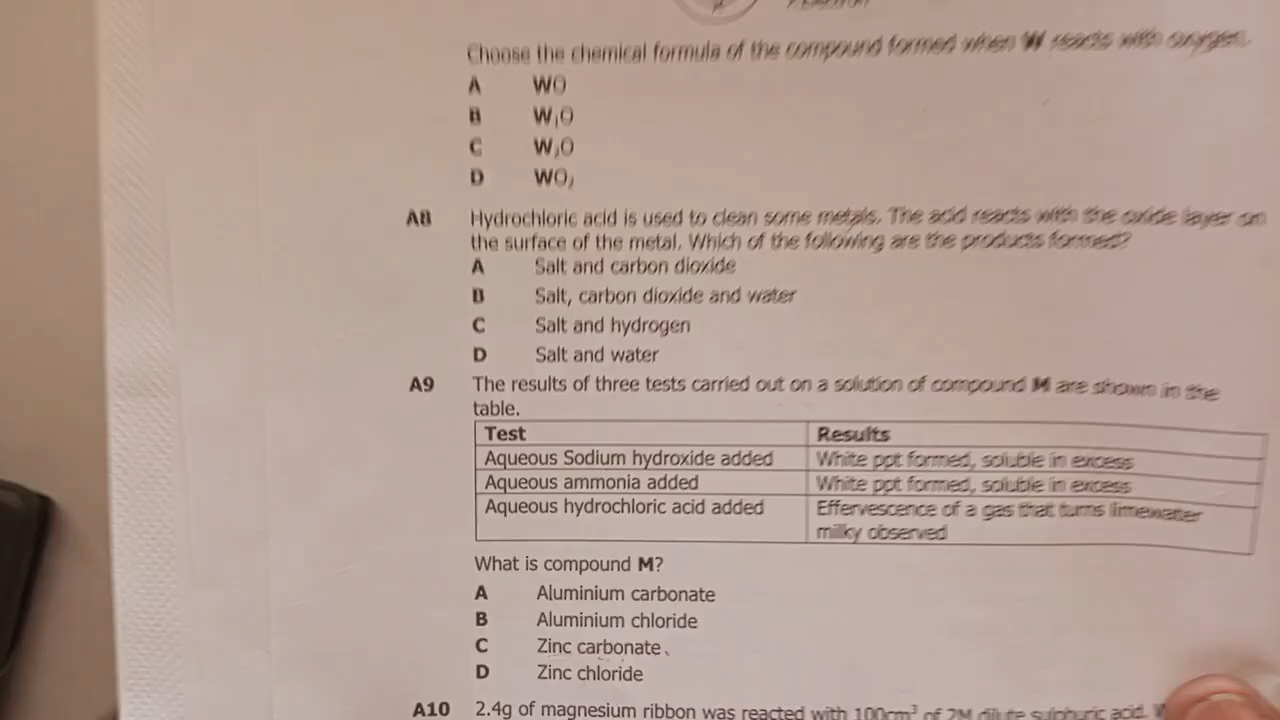 Choose the chemical formula of the compound formed when W reacts with oxygen.
A WO
B
C
D
A8 Hydrochloric acid is used to clean some metals. The acid reacts with the oxide layer on
the surface of the metal. Which of the following are the products formed?
A Salt and carbon dioxide
B Salt, carbon dioxide and water
C Salt and hydrogen
D Salt and water
A9 The results of three tests carried out on a solution of compound M are shown in the
table.
Test Results
Aqueous Sodium hydroxide added White ppt formed, soluble in excess
Aqueous ammonia added White ppt formed, soluble in excess
Aqueous hydrochloric acid added Effervescence of a gas that turns limewater
milky observed
What is compound M?
A Aluminium carbonate
B Aluminium chloride
C Zinc carbonate
D Zinc chloride
A10 2.4g of magnesium ribbon was reacted with 100cm³ of 2M dilute sulphuric acid.